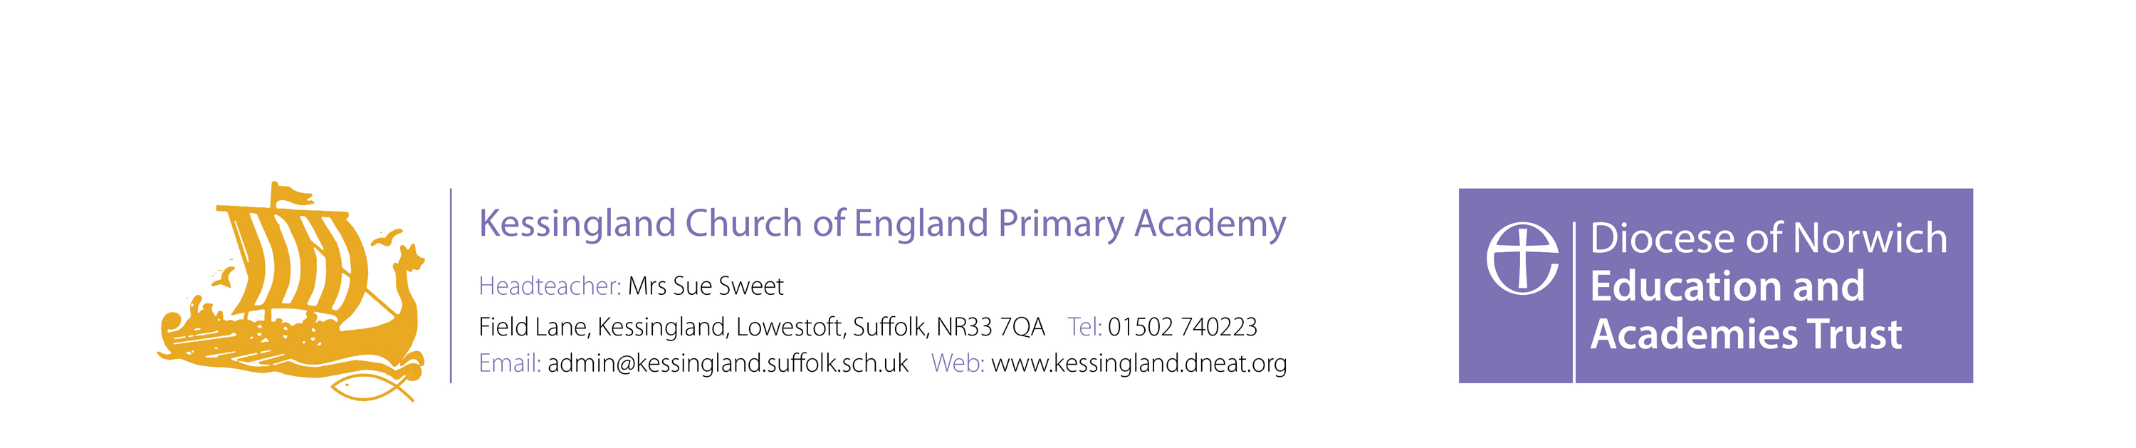 Kessingland Church of England Primary Academy
Headteacher: Mrs Sue Sweet
Field Lane, Kessingland, Lowestoft, Suffolk, NR33 7QA Tel: 01502 740223
Email: admin@kessingland.suffolk.sch.uk Web: www.kessingland.dneat.org
Diocese of Norwich
Education and
Academies Trust